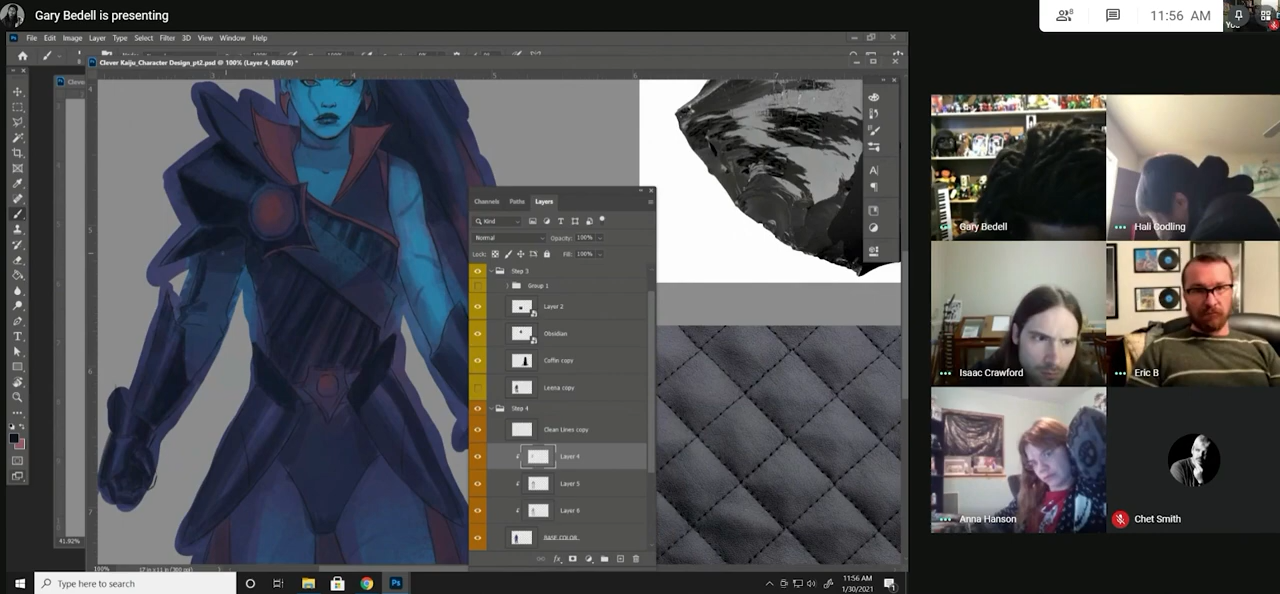 Gary Bedell is presenting
8
11:56 AM
You
File Edit Image Layer Type Select Filter 3D View Window Help
Clever Kaiju_Character Design_pt2.psd @ 100% (Layer 4, RGB/8) *
Clev
Channels Paths Layers
Kind
Normal Opacity: 100%
Lock: Fill: 100%
Step 3
Group 1
Layer 2
Obsidian
Coffin copy
Leena copy
Step 4
Clean Lines copy
Layer 4
Layer 5
Layer 6
BASE COLOR
Gary Bedell
Hali Godling
Isaac Crawford
Eric B
Anna Hanson
Chet Smith
41.92%
100%
Type here to search
11:56 AM
1/30/2021